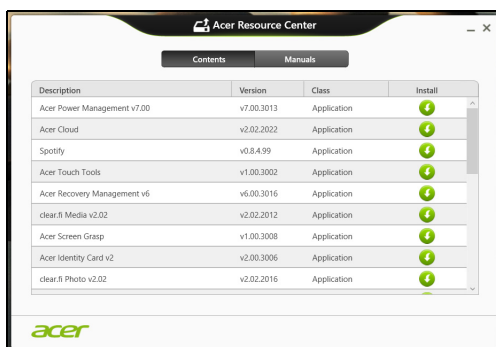 Acer Resource Center
Contents Manuals
Description Version Class Install
Acer Power Management v7.00 v7.00.3013 Application
Acer Cloud v2.02.2022 Application
Spotify v0.8.4.99 Application
Acer Touch Tools v1.00.3002 Application
Acer Recovery Management v6 v6.00.3016 Application
clear.fi Media v2.02 v2.02.2012 Application
Acer Screen Grasp v1.00.3008 Application
Acer Identity Card v2 v2.00.3006 Application
clear.fi Photo v2.02 v2.02.2016 Application
acer